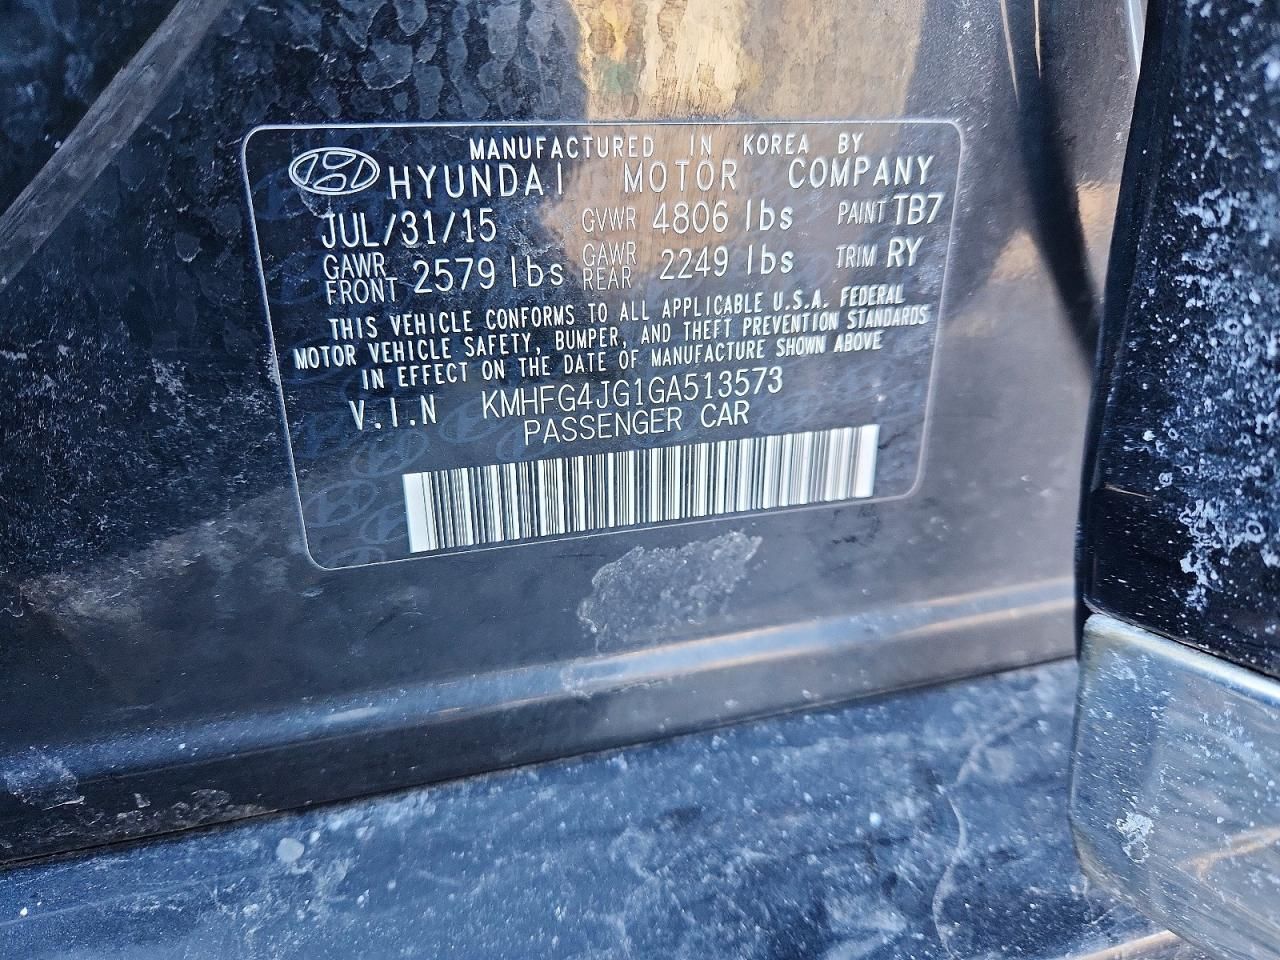 MANUFACTURED IN KOREA BY
HYUNDAI MOTOR COMPANY
JUL/31/15 GVWR 4806 lbs PAINT TB7
GAWR FRONT 2579 lbs GAWR REAR 2249 lbs TRIM RY
THIS VEHICLE CONFORMS TO ALL APPLICABLE U.S.A. FEDERAL
MOTOR VEHICLE SAFETY, BUMPER, AND THEFT PREVENTION STANDARDS
IN EFFECT ON THE DATE OF MANUFACTURE SHOWN ABOVE
V.I.N KMHFG4JG1GA513573
PASSENGER CAR